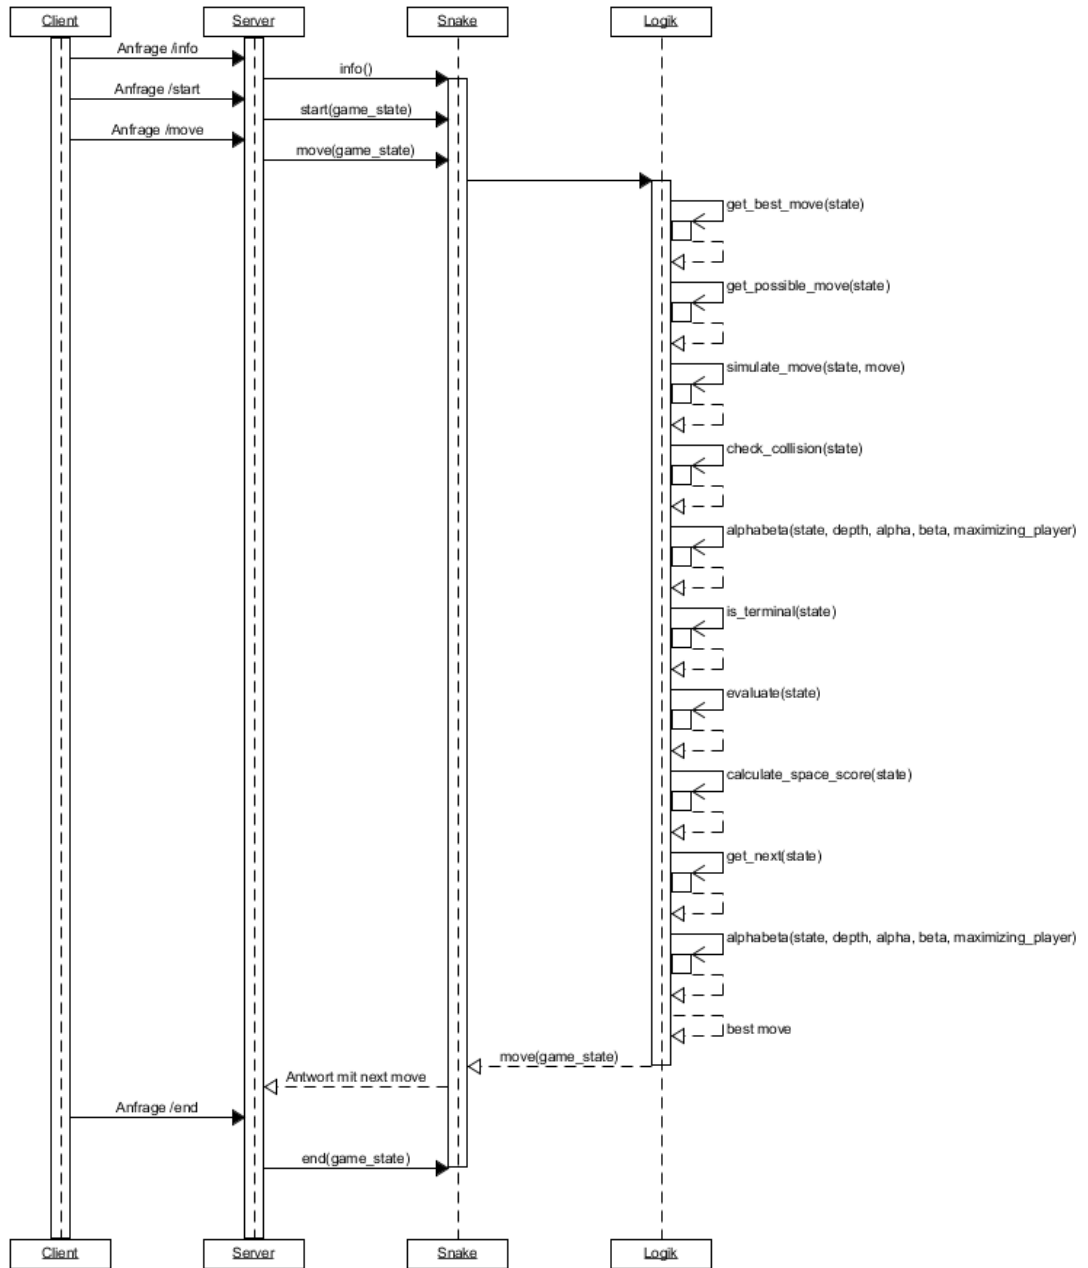 Client
Server
Snake
Logik
Anfrage /info
info()
Anfrage /start
start(game_state)
Anfrage /move
move(game_state)
get_best_move(state)
get_possible_move(state)
simulate_move(state, move)
check_collision(state)
alphabeta(state, depth, alpha, beta, maximizing_player)
is_terminal(state)
evaluate(state)
calculate_space_score(state)
get_next(state)
alphabeta(state, depth, alpha, beta, maximizing_player)
best move
move(game_state)
Antwort mit next move
Anfrage /end
end(game_state)
Client
Server
Snake
Logik